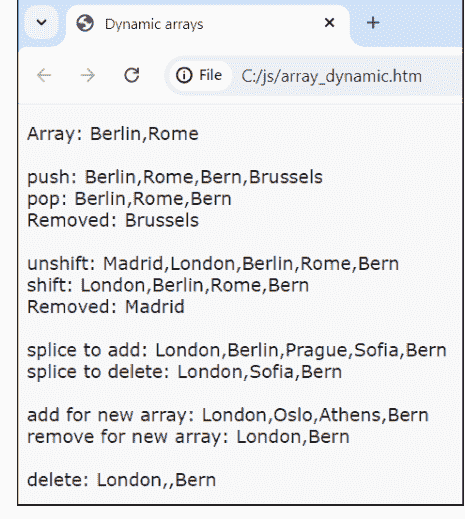 Dynamic arrays
File C:/js/array_dynamic.htm
Array: Berlin,Rome
push: Berlin,Rome,Bern,Brussels
pop: Berlin,Rome,Bern
Removed: Brussels
unshift: Madrid,London,Berlin,Rome,Bern
shift: London,Berlin,Rome,Bern
Removed: Madrid
splice to add: London,Berlin,Prague,Sofia,Bern
splice to delete: London,Sofia,Bern
add for new array: London,Oslo,Athens,Bern
remove for new array: London,Bern
delete: London,,Bern